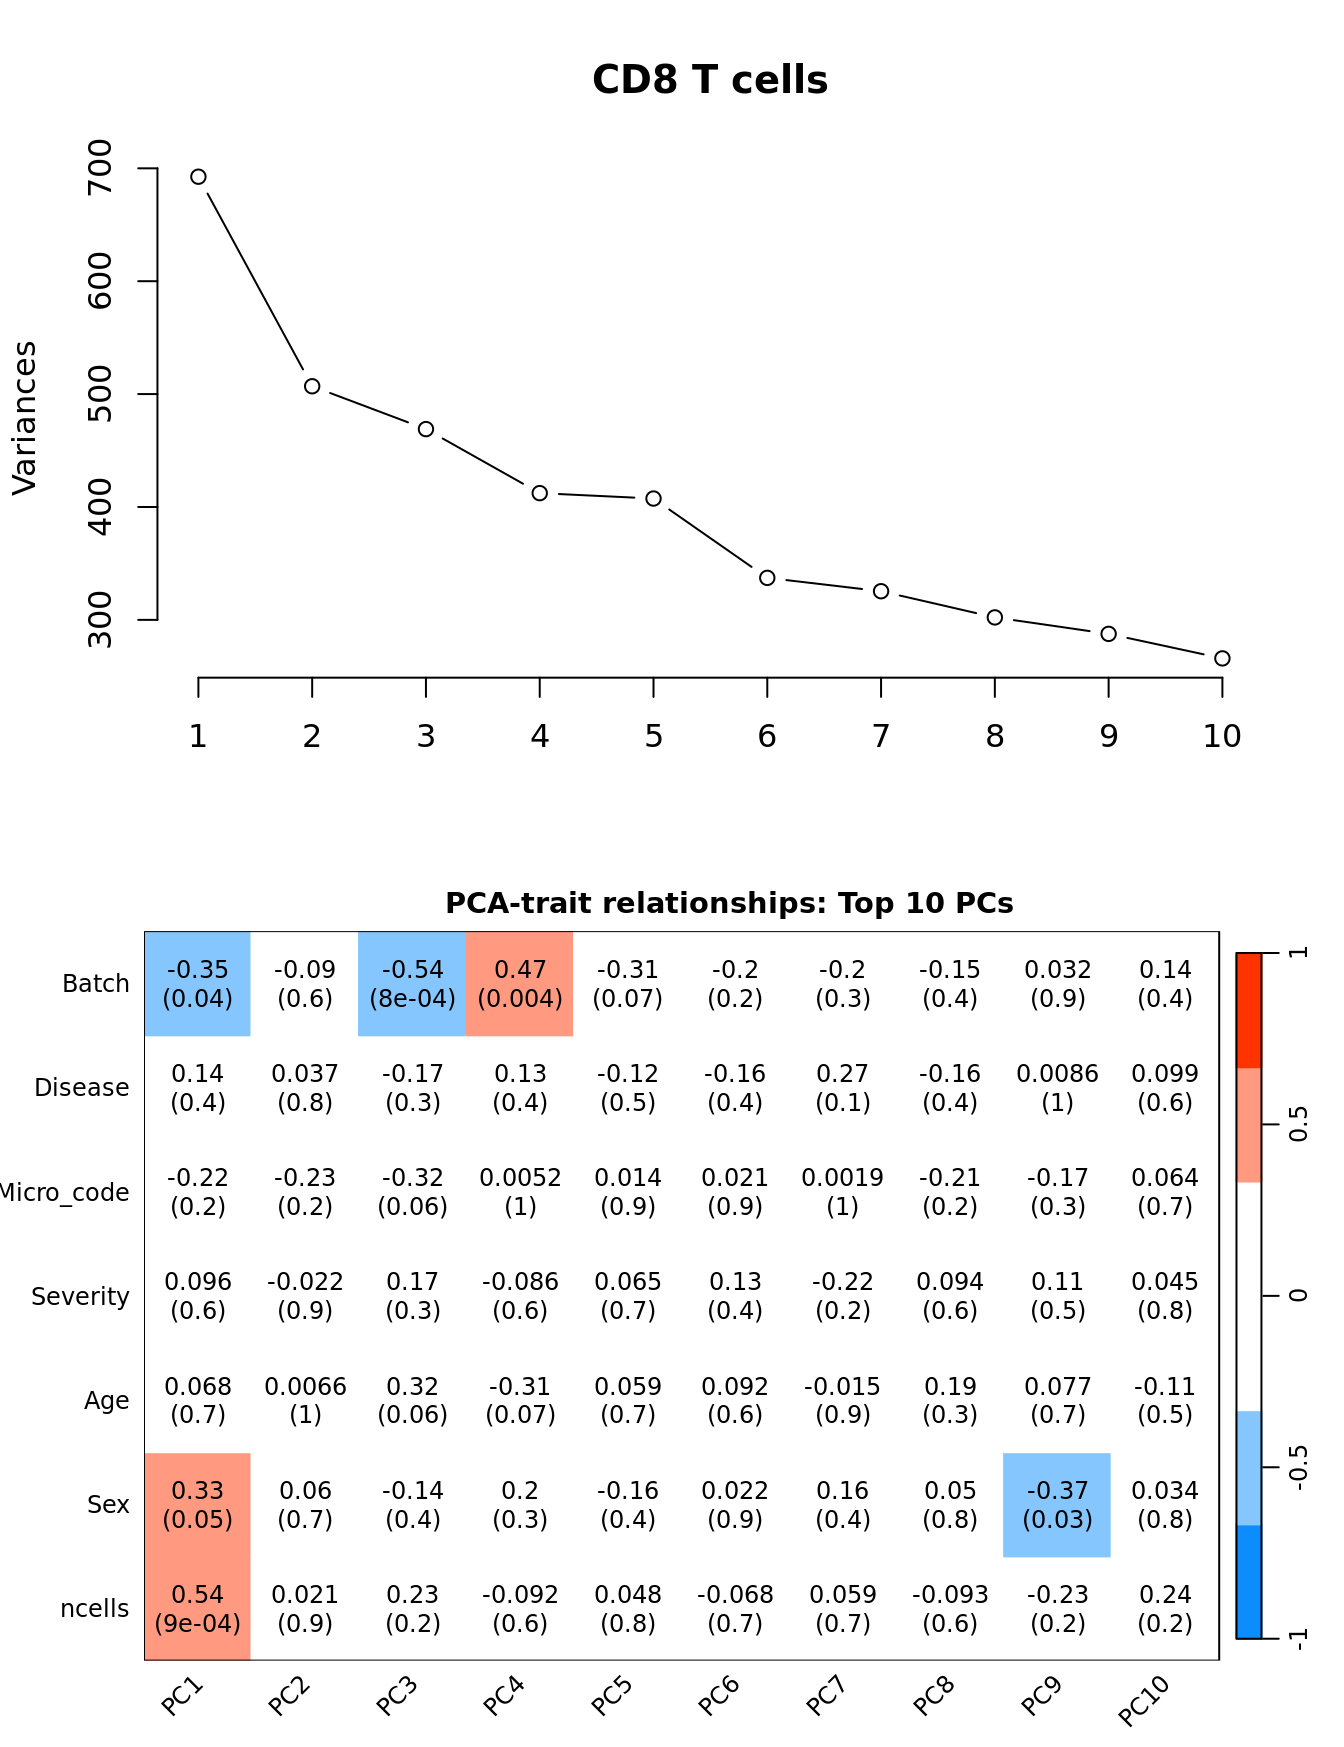 CD8 T cells
700
600
500
400
300
Variances
1 2 3 4 5 6 7 8 9 10
PCA-trait relationships: Top 10 PCs
Batch -0.35 -0.09 -0.54 0.47 -0.31 -0.2 -0.2 -0.15 0.032 0.14
(0.04) (0.6) (8e-04) (0.004) (0.07) (0.2) (0.3) (0.4) (0.9) (0.4)
Disease 0.14 0.037 -0.17 0.13 -0.12 -0.16 0.27 -0.16 0.0086 0.099
(0.4) (0.8) (0.3) (0.4) (0.5) (0.4) (0.1) (0.4) (1) (0.6)
Micro_code -0.22 -0.23 -0.32 0.0052 0.014 0.021 0.0019 -0.21 -0.17 0.064
(0.2) (0.2) (0.06) (1) (0.9) (0.9) (1) (0.2) (0.3) (0.7)
Severity 0.096 -0.022 0.17 -0.086 0.065 0.13 -0.22 0.094 0.11 0.045
(0.6) (0.9) (0.3) (0.6) (0.7) (0.4) (0.2) (0.6) (0.5) (0.8)
Age 0.068 0.0066 0.32 -0.31 0.059 0.092 -0.015 0.19 0.077 -0.11
(0.7) (1) (0.06) (0.07) (0.7) (0.6) (0.9) (0.3) (0.7) (0.5)
Sex 0.33 0.06 -0.14 0.2 -0.16 0.022 0.16 0.05 -0.37 0.034
(0.05) (0.7) (0.4) (0.3) (0.4) (0.9) (0.4) (0.8) (0.03) (0.8)
ncells 0.54 0.021 0.23 -0.092 0.048 -0.068 0.059 -0.093 -0.23 0.24
(9e-04) (0.9) (0.2) (0.6) (0.8) (0.7) (0.7) (0.6) (0.2) (0.2)
PC1 PC2 PC3 PC4 PC5 PC6 PC7 PC8 PC9 PC10
1
0.5
0
-0.5
-1